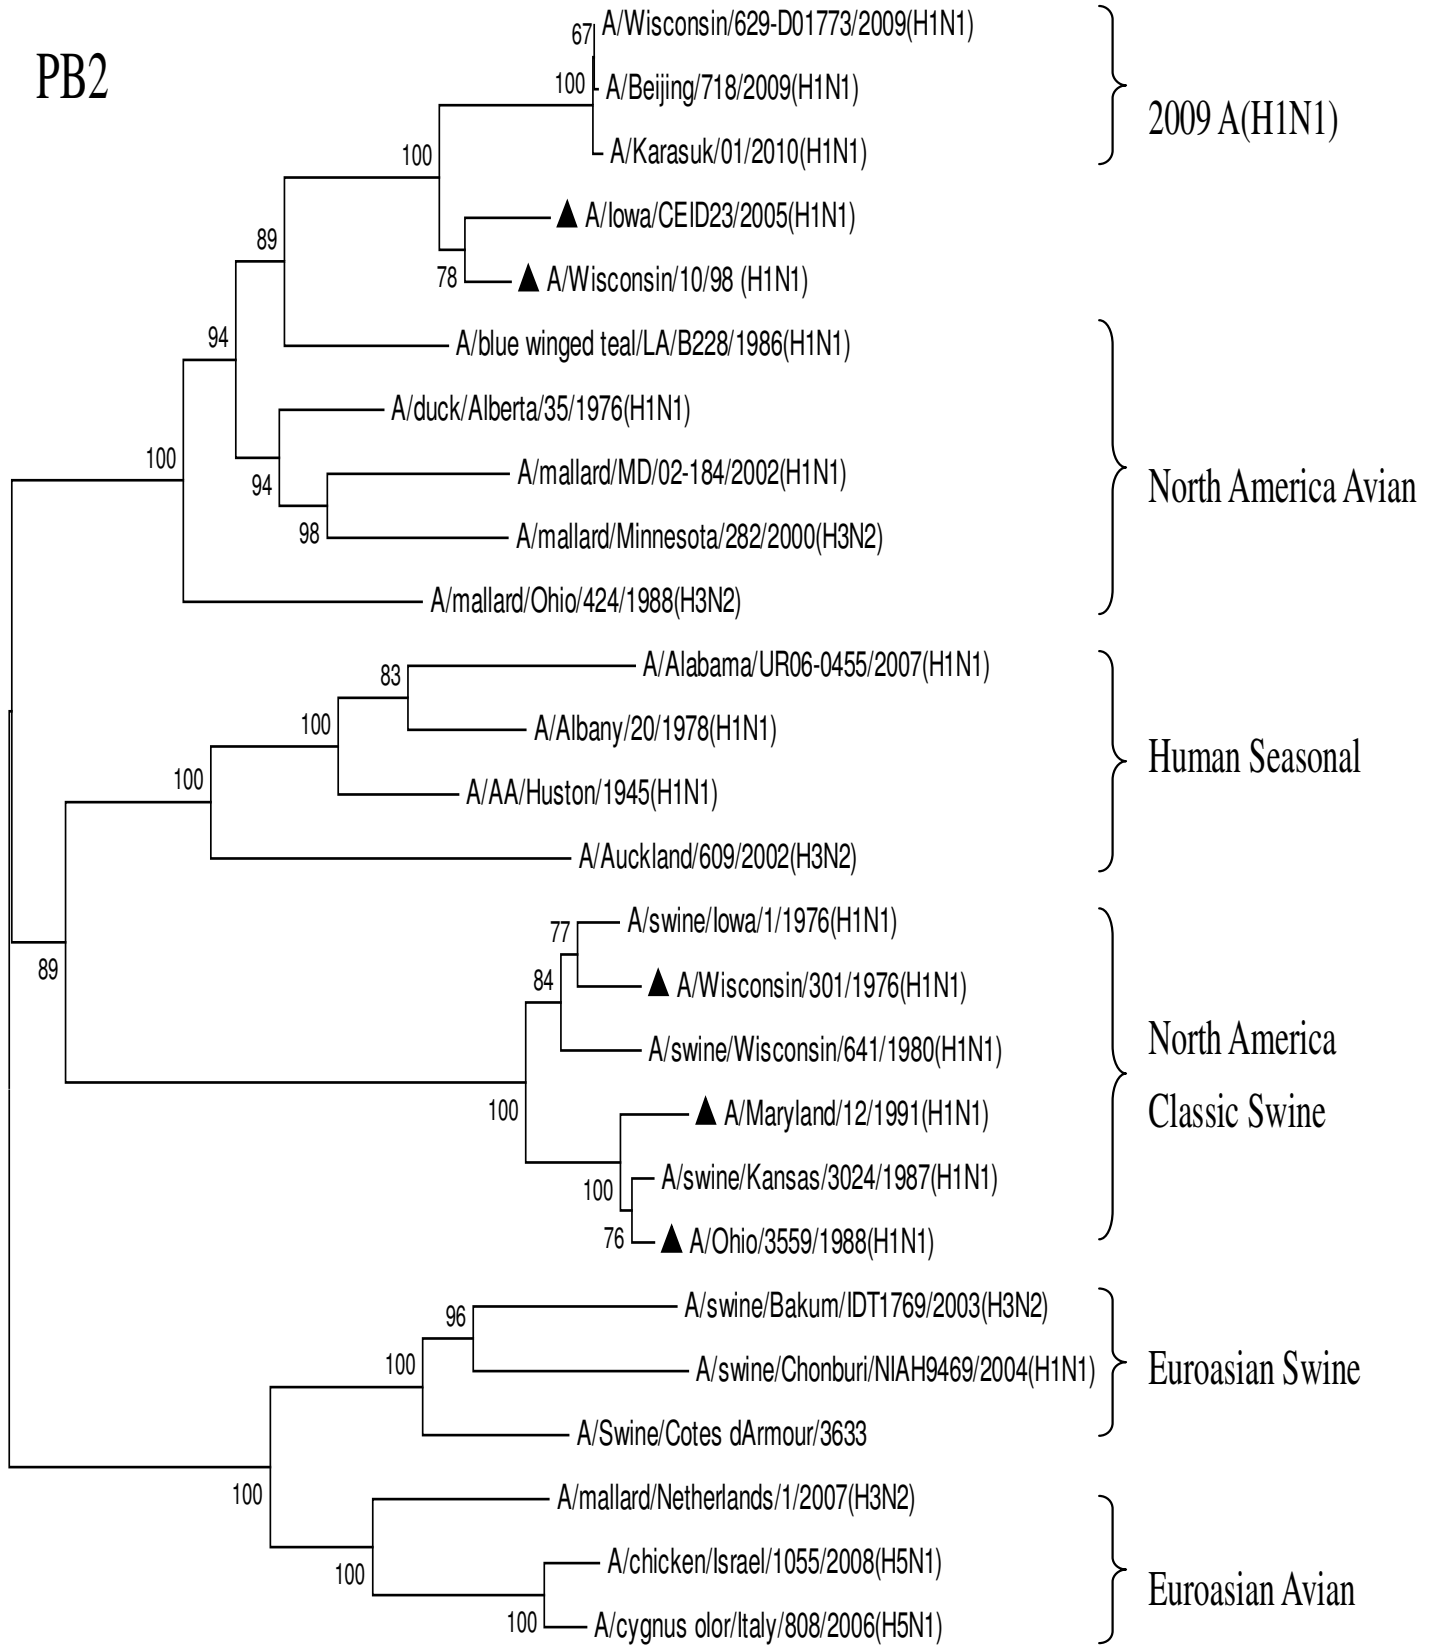 PB2
67
A/Wisconsin/629-D01773/2009(H1N1)
100
A/Beijing/718/2009(H1N1)
2009 A(H1N1)
100
A/Karasuk/01/2010(H1N1)
A/Iowa/CEID23/2005(H1N1)
89
78
A/Wisconsin/10/98 (H1N1)
94
A/blue winged teal/LA/B228/1986(H1N1)
A/duck/Alberta/35/1976(H1N1)
100
94
A/mallard/MD/02-184/2002(H1N1)
North America Avian
98
A/mallard/Minnesota/282/2000(H3N2)
A/mallard/Ohio/424/1988(H3N2)
83
A/Alabama/UR06-0455/2007(H1N1)
100
A/Albany/20/1978(H1N1)
Human Seasonal
100
A/AA/Huston/1945(H1N1)
A/Auckland/609/2002(H3N2)
77
A/swine/Iowa/1/1976(H1N1)
89
84
A/Wisconsin/301/1976(H1N1)
A/swine/Wisconsin/641/1980(H1N1)
North America
Classic Swine
100
A/Maryland/12/1991(H1N1)
100
A/swine/Kansas/3024/1987(H1N1)
76
A/Ohio/3559/1988(H1N1)
96
A/swine/Bakum/IDT1769/2003(H3N2)
100
A/swine/Chonburi/NIAH9469/2004(H1N1)
Euroasian Swine
A/Swine/Cotes dArmour/3633
100
A/mallard/Netherlands/1/2007(H3N2)
100
A/chicken/Israel/1055/2008(H5N1)
Euroasian Avian
100
A/cygnus olor/Italy/808/2006(H5N1)